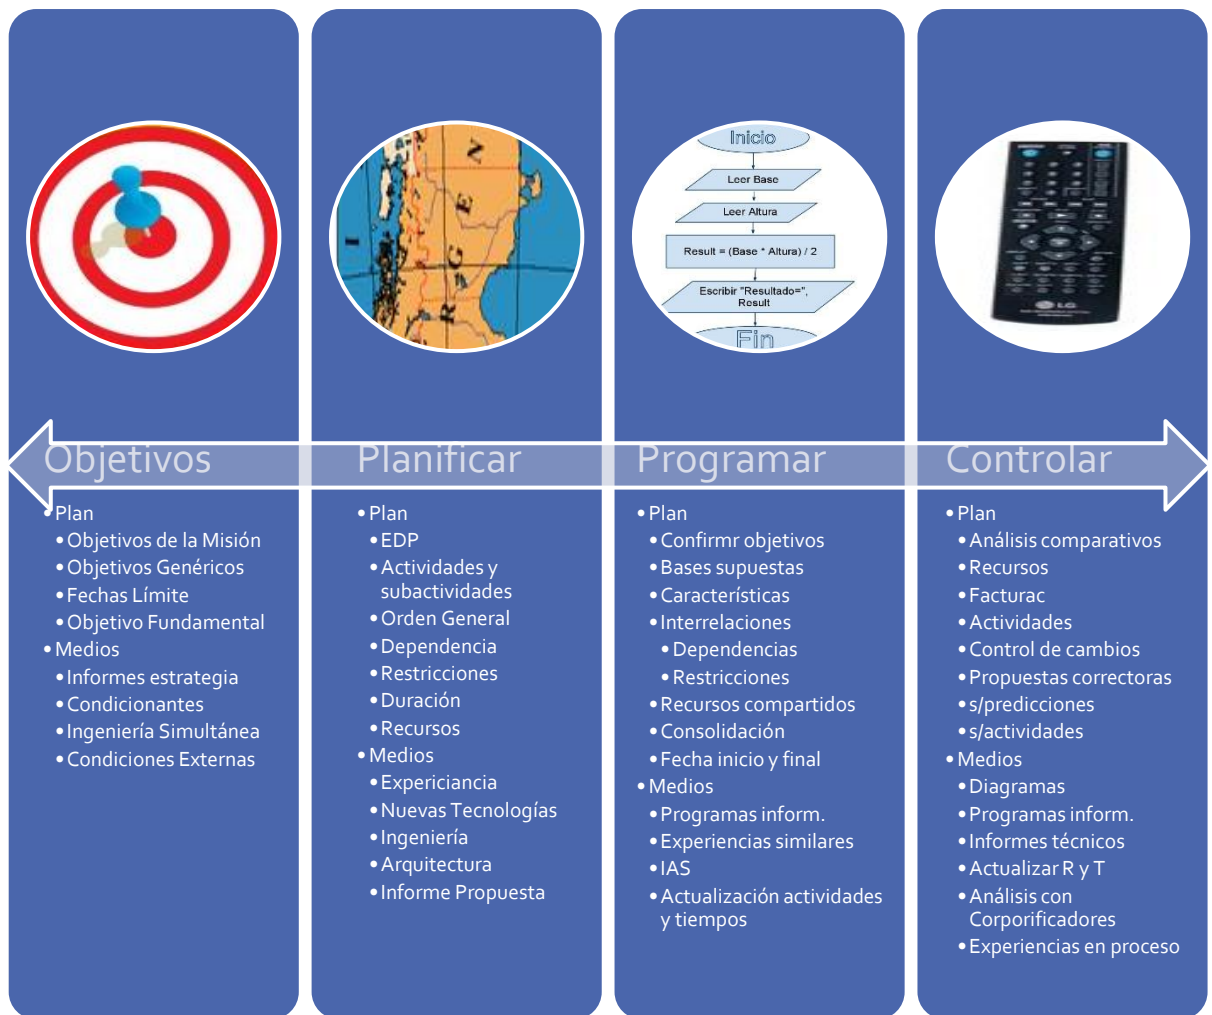 Inicio
Leer Base
Leer Altura
Result = (Base * Altura) / 2
Escribir "Resultado=",
Result
Fin
N
E
G
R
I
LG
Objetivos
• Plan
• Objetivos de la Misión
• Objetivos Genéricos
• Fechas Límite
• Objetivo Fundamental
• Medios
• Informes estrategia
• Condicionantes
• Ingeniería Simultánea
• Condiciones Externas
Planificar
• Plan
• EDP
• Actividades y
subactividades
• Orden General
• Dependencia
• Restricciones
• Duración
• Recursos
• Medios
• Expericiancia
• Nuevas Tecnologías
• Ingeniería
• Arquitectura
• Informe Propuesta
Programar
• Plan
• Confirmr objetivos
• Bases supuestas
• Características
• Interrelaciones
• Dependencias
• Restricciones
• Recursos compartidos
• Consolidación
• Fecha inicio y final
• Medios
• Programas inform.
• Experiencias similares
• IAS
• Actualización actividades
y tiempos
Controlar
• Plan
• Análisis comparativos
• Recursos
• Facturac
• Actividades
• Control de cambios
• Propuestas correctoras
• s/predicciones
• s/actividades
• Medios
• Diagramas
• Programas inform.
• Informes técnicos
• Actualizar R y T
• Análisis con
Corporificadores
• Experiencias en proceso